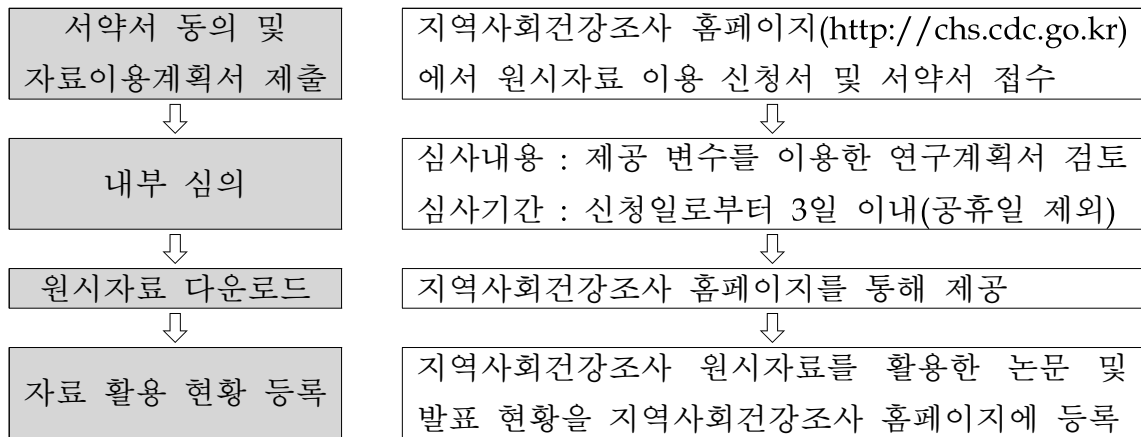 서약서 동의 및
자료이용계획서 제출
지역사회건강조사 홈페이지(http://chs.cdc.go.kr)
에서 원시자료 이용 신청서 및 서약서 접수
내부 심의
심사내용 : 제공 변수를 이용한 연구계획서 검토
심사기간 : 신청일로부터 3일 이내(공휴일 제외)
원시자료 다운로드
지역사회건강조사 홈페이지를 통해 제공
자료 활용 현황 등록
지역사회건강조사 원시자료를 활용한 논문 및
발표 현황을 지역사회건강조사 홈페이지에 등록